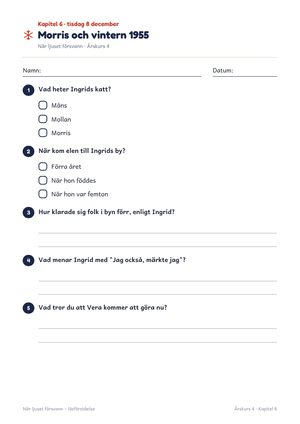 Kapitel 6 · tisdag 8 december
Morris och vintern 1955
När ljuset försvann · Årskurs 4
Namn:
Datum:
1 Vad heter Ingrids katt?
Måns
Mollan
Morris
2 När kom elen till Ingrids by?
Förra året
När hon föddes
När hon var femton
3 Hur klarade sig folk i byn förr, enligt Ingrid?
4 Vad menar Ingrid med "Jag också, märkte jag"?
5 Vad tror du att Vera kommer att göra nu?
När ljuset försvann · läsförståelse
Årskurs 4 · Kapitel 6